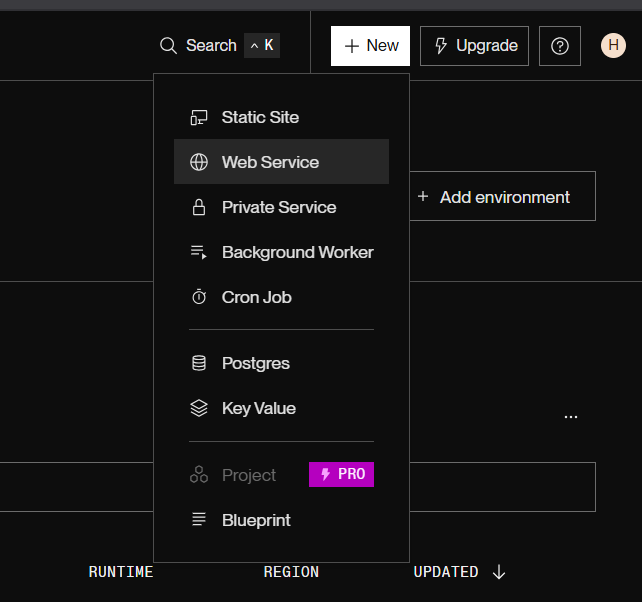 Search ^ K
+ New
Upgrade
H
Static Site
Web Service
Private Service
+ Add environment
Background Worker
Cron Job
Postgres
Key Value
...
Project PRO
Blueprint
RUNTIME REGION UPDATED ↓